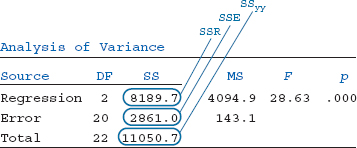 SSyy
SSE
SSR
Analysis of Variance
Source DF SS MS F p
Regression 2 8189.7 4094.9 28.63 .000
Error 20 2861.0 143.1
Total 22 11050.7